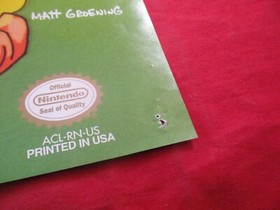 MATT GROENING
Official
Nintendo
Seal of Quality
ACL-RN-US
PRINTED IN USA